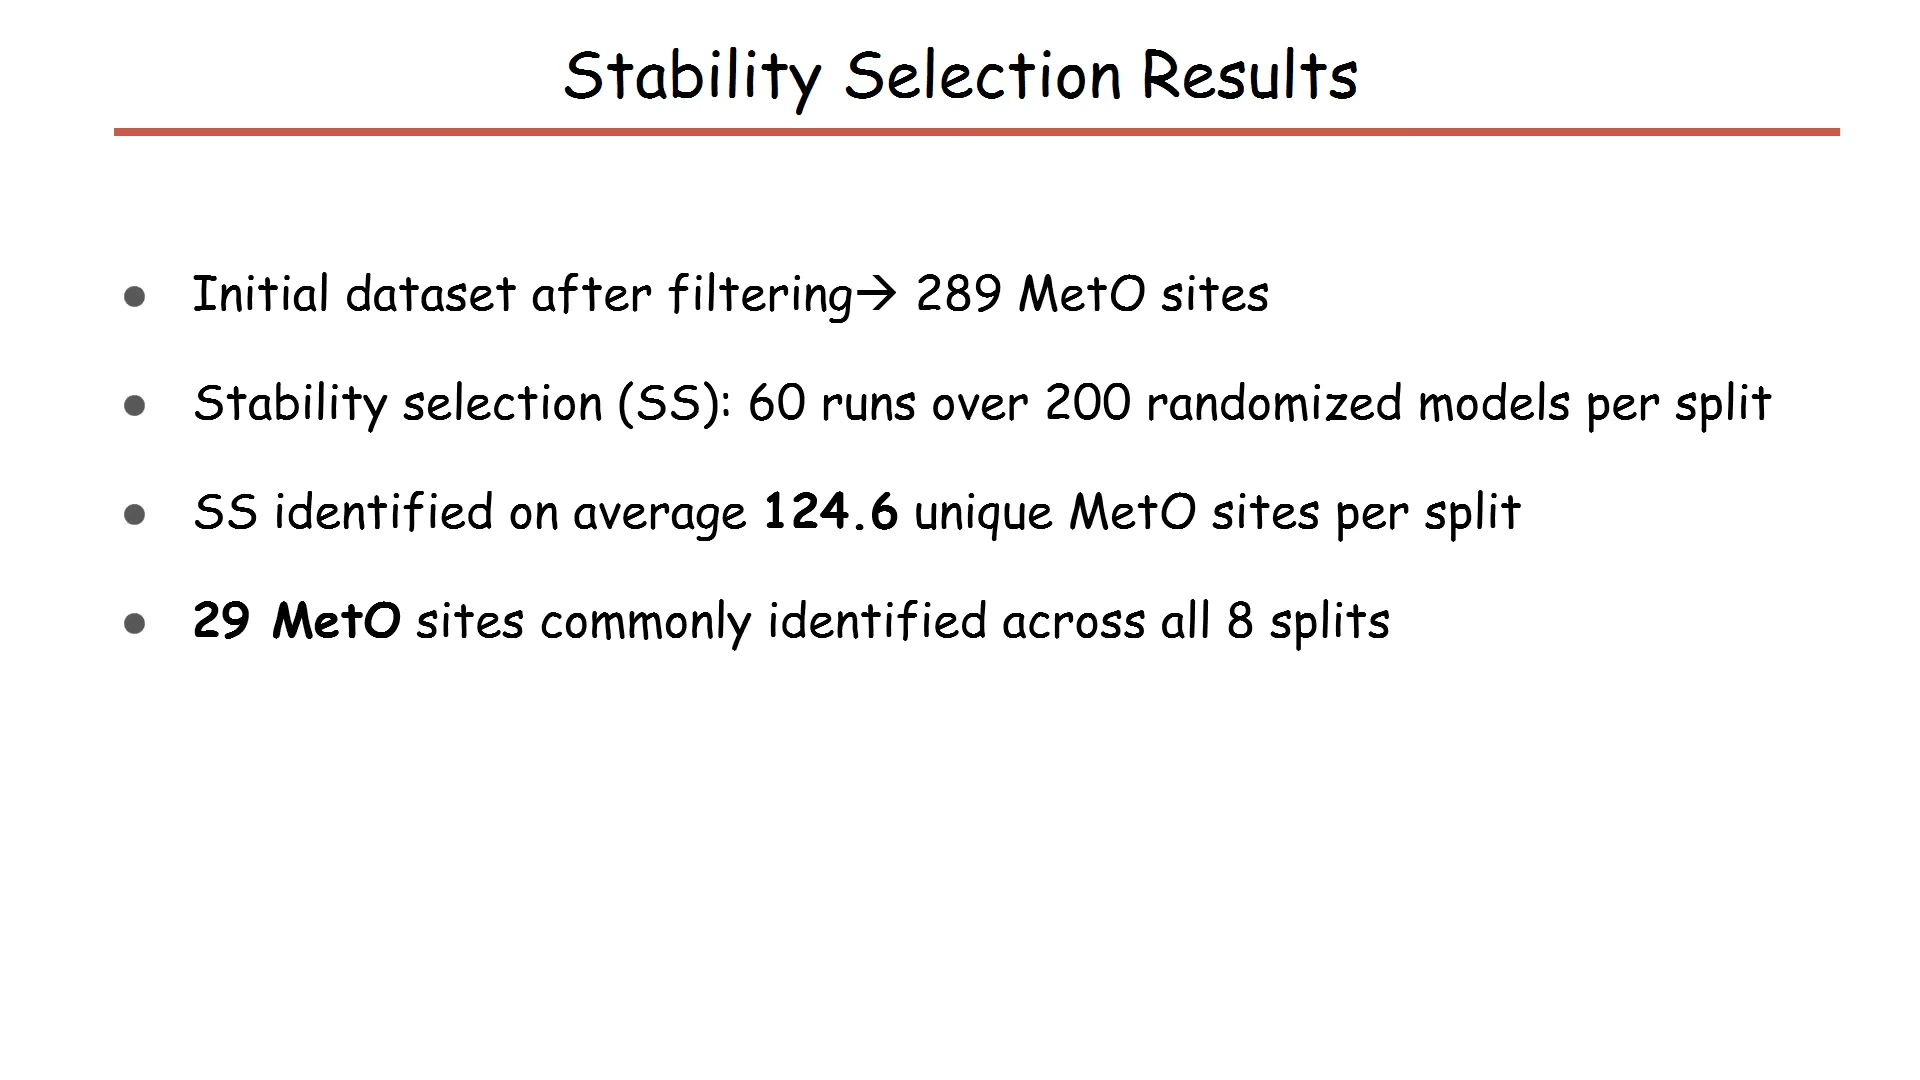 Stability Selection Results
● Initial dataset after filtering→ 289 MetO sites
● Stability selection (SS): 60 runs over 200 randomized models per split
● SS identified on average 124.6 unique MetO sites per split
● 29 MetO sites commonly identified across all 8 splits